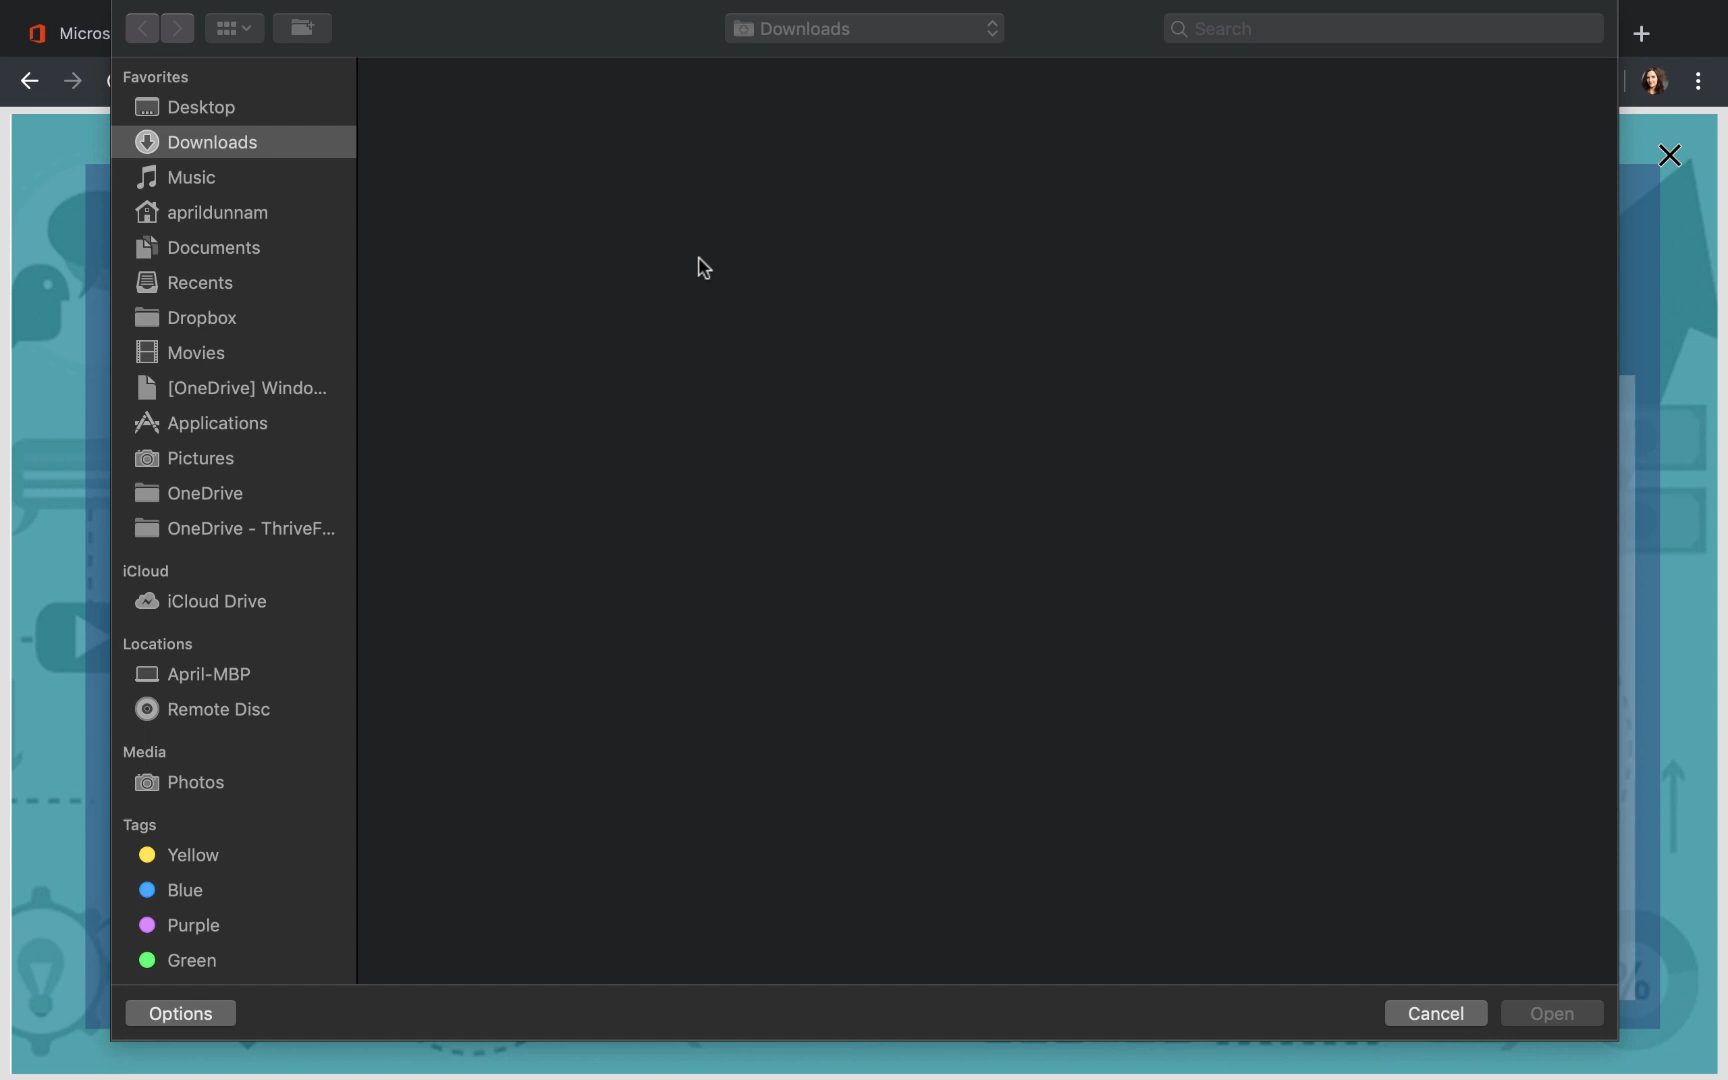 Micros
Downloads
Search
Favorites
Desktop
Downloads
Music
aprildunnam
Documents
Recents
Dropbox
Movies
[OneDrive] Windo...
Applications
Pictures
OneDrive
OneDrive - ThriveF...
iCloud
iCloud Drive
Locations
April-MBP
Remote Disc
Media
Photos
Tags
Yellow
Blue
Purple
Green
%
Options
Cancel
Open